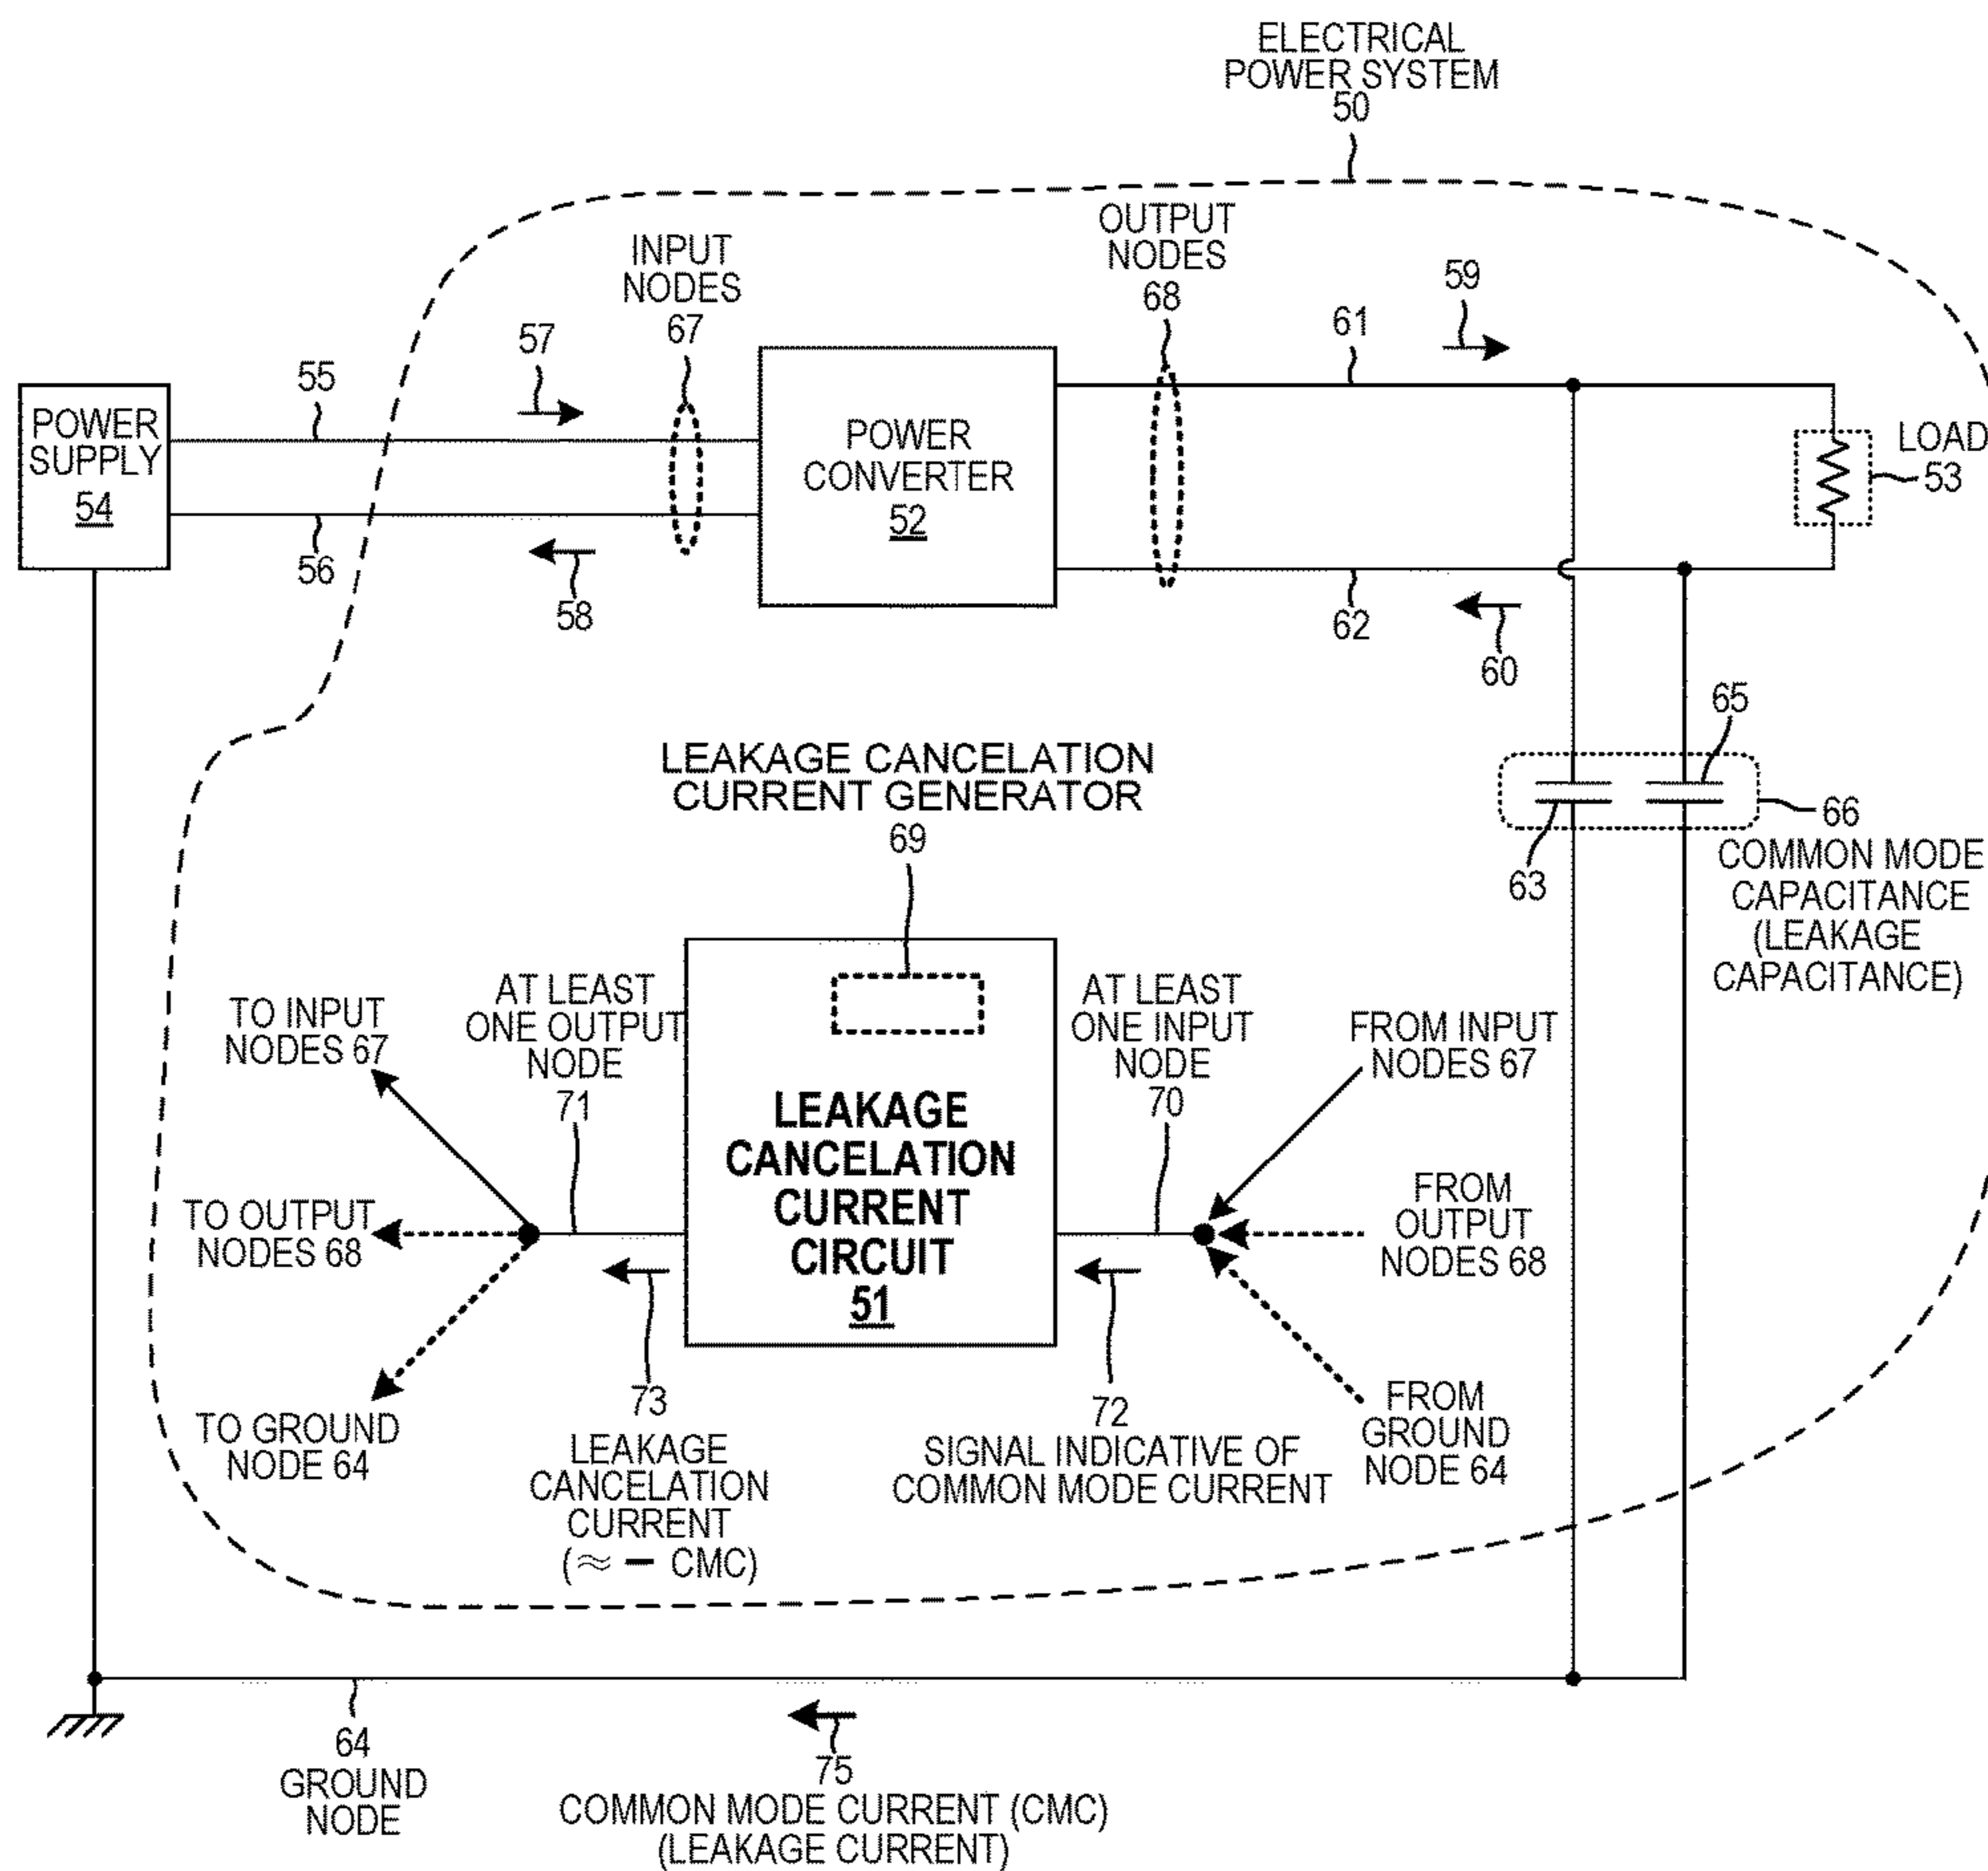 ELECTRICAL
POWER SYSTEM
50
OUTPUT
NODES
68
INPUT
NODES
67
59
61
57
55
POWER
SUPPLY
54
POWER
CONVERTER
52
LOAD
53
56
58
62
60
65
LEAKAGE CANCELATION
CURRENT GENERATOR
69
66
COMMON MODE
CAPACITANCE
(LEAKAGE
CAPACITANCE)
63
TO INPUT
NODES 67
AT LEAST
ONE OUTPUT
NODE
71
AT LEAST
ONE INPUT
NODE
70
FROM INPUT
NODES 67
LEAKAGE
CANCELATION
CURRENT
CIRCUIT
51
TO OUTPUT
NODES 68
FROM
OUTPUT
NODES 68
TO GROUND
NODE 64
73
LEAKAGE
CANCELATION
CURRENT
(≈ − CMC)
72
SIGNAL INDICATIVE OF
COMMON MODE CURRENT
FROM
GROUND
NODE 64
64
GROUND
NODE
75
COMMON MODE CURRENT (CMC)
(LEAKAGE CURRENT)